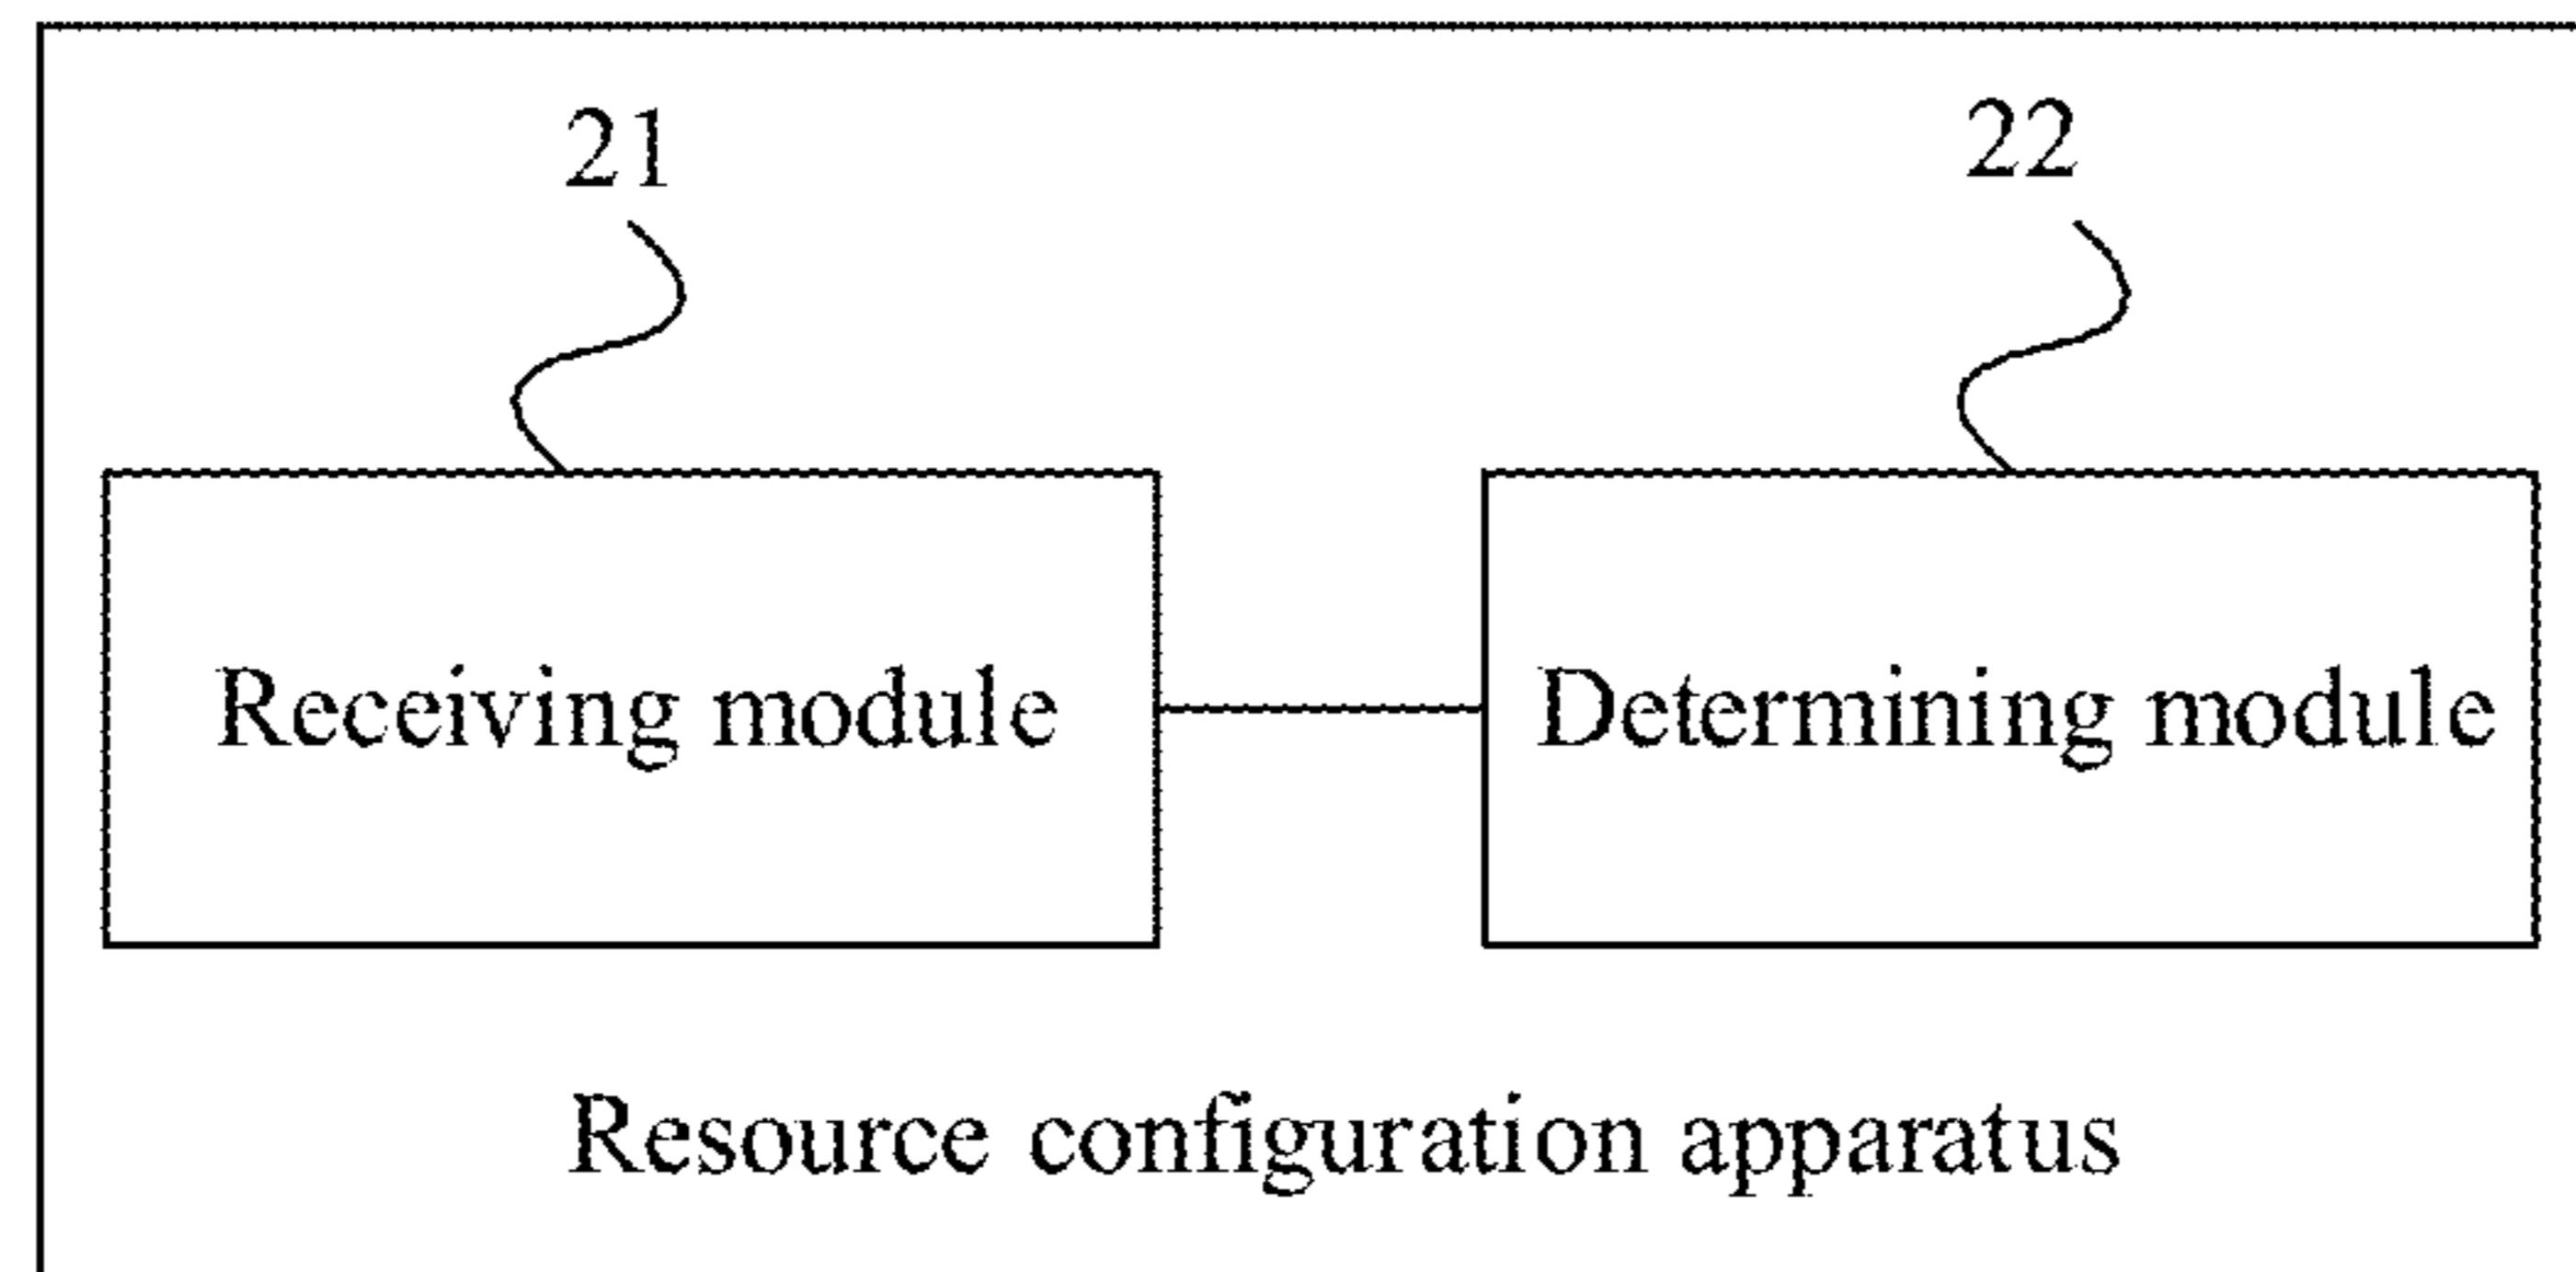 21 22
Receiving module Determining module
Resource configuration apparatus